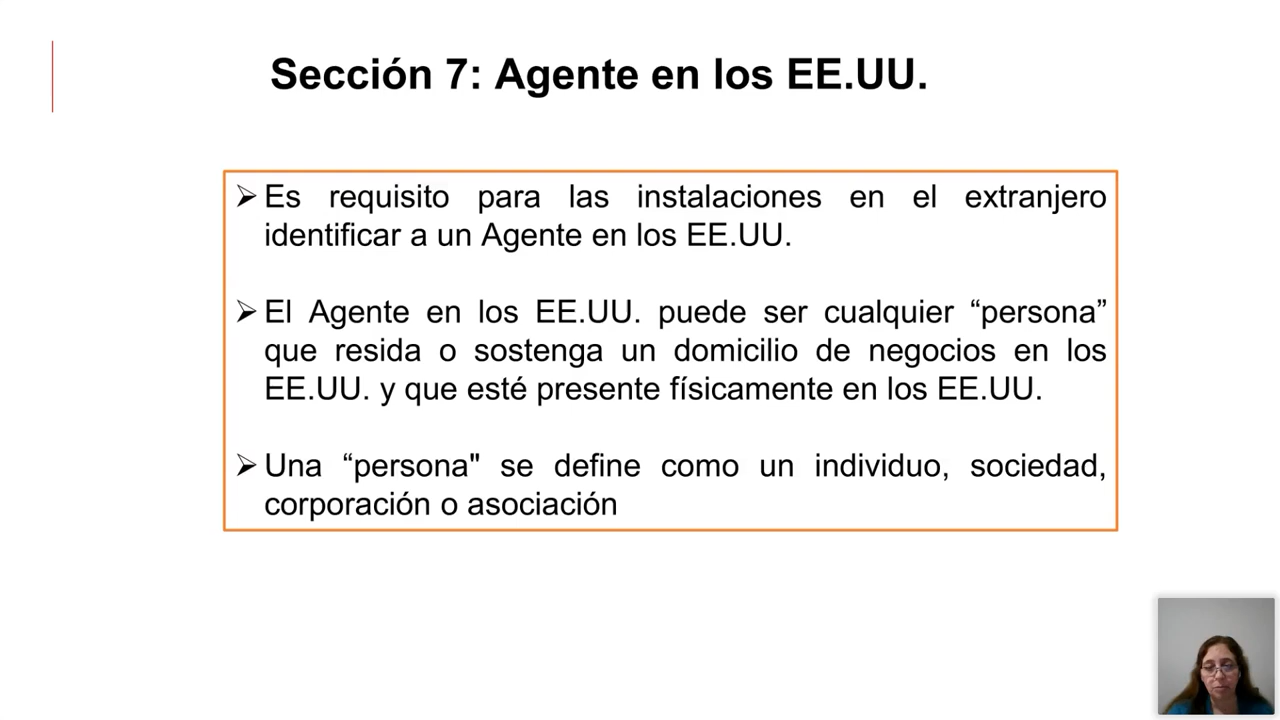 Sección 7: Agente en los EE.UU.
➢ Es requisito para las instalaciones en el extranjero
identificar a un Agente en los EE.UU.
➢ El Agente en los EE.UU. puede ser cualquier “persona”
que resida o sostenga un domicilio de negocios en los
EE.UU. y que esté presente físicamente en los EE.UU.
➢ Una “persona" se define como un individuo, sociedad,
corporación o asociación